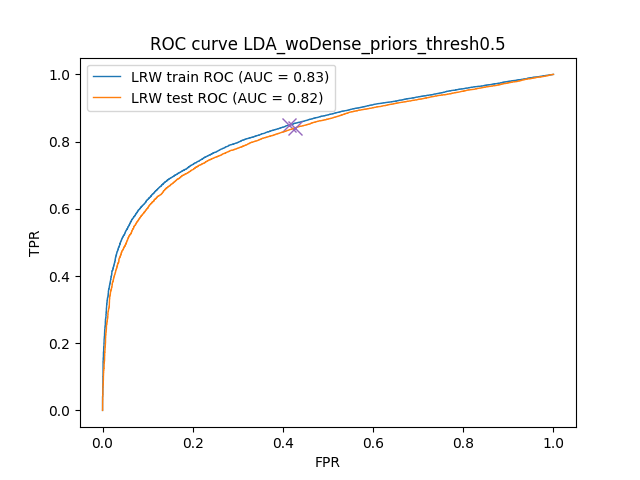 ROC curve LDA_woDense_priors_thresh0.5
LRW train ROC (AUC = 0.83)
LRW test ROC (AUC = 0.82)
1.0
0.8
0.6
0.4
0.2
0.0
TPR
0.0 0.2 0.4 0.6 0.8 1.0
FPR